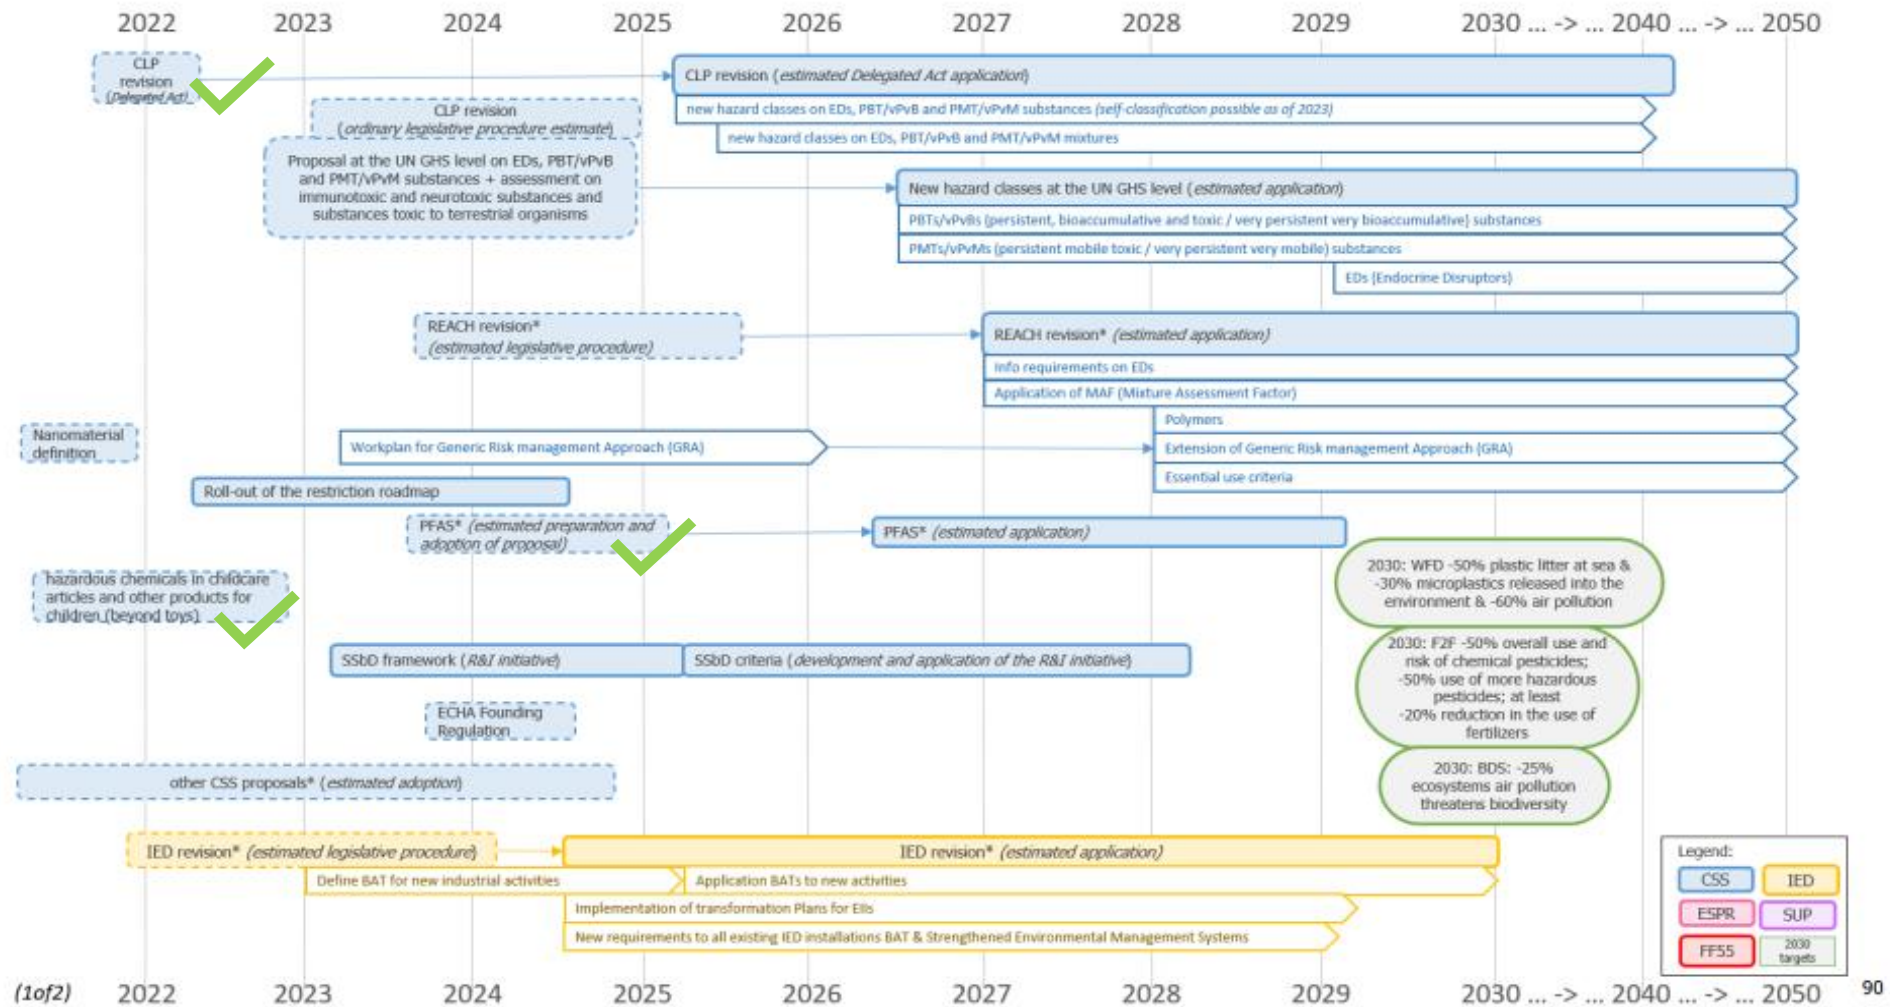 2022 2023 2024 2025 2026 2027 2028 2029 2030 ... -> ... 2040 ... -> ... 2050
CLP
revision
(Delegated Act)
CLP revision (estimated Delegated Act application)
new hazard classes on EDs, PBT/vPvB and PMT/vPvM substances (self-classification possible as of 2023)
new hazard classes on EDs, PBT/vPvB and PMT/vPvM mixtures
CLP revision
(ordinary legislative procedure estimate)
Proposal at the UN GHS level on EDs, PBT/vPvB
and PMT/vPvM substances + assessment on
immunotoxic and neurotoxic substances and
substances toxic to terrestrial organisms
New hazard classes at the UN GHS level (estimated application)
PBTs/vPvBs (persistent, bioaccumulative and toxic / very persistent very bioaccumulative) substances
PMTs/vPvMs (persistent mobile toxic / very persistent very mobile) substances
EDs (Endocrine Disruptors)
REACH revision*
(estimated legislative procedure)
REACH revision* (estimated application)
Info requirements on EDs
Application of MAF (Mixture Assessment Factor)
Polymers
Nanomaterial
definition
Workplan for Generic Risk management Approach (GRA)
Extension of Generic Risk management Approach (GRA)
Essential use criteria
Roll-out of the restriction roadmap
PFAS* (estimated preparation and
adoption of proposal)
PFAS* (estimated application)
hazardous chemicals in childcare
articles and other products for
children (beyond toys)
2030: WFD -50% plastic litter at sea &
-30% microplastics released into the
environment & -60% air pollution
SSbD framework (R&I initiative)
SSbD criteria (development and application of the R&I initiative)
2030: F2F -50% overall use and
risk of chemical pesticides;
-50% use of more hazardous
pesticides; at least
-20% reduction in the use of
fertilizers
ECHA Founding
Regulation
other CSS proposals* (estimated adoption)
2030: BDS: -25%
ecosystems air pollution
threatens biodiversity
IED revision* (estimated legislative procedure)
IED revision* (estimated application)
Define BAT for new industrial activities
Application BATs to new activities
Implementation of transformation Plans for EIIs
New requirements to all existing IED installations BAT & Strengthened Environmental Management Systems
Legend:
CSS IED
ESPR SUP
FF55 2030
targets
(1of2) 2022 2023 2024 2025 2026 2027 2028 2029 2030 ... -> ... 2040 ... -> ... 2050
90